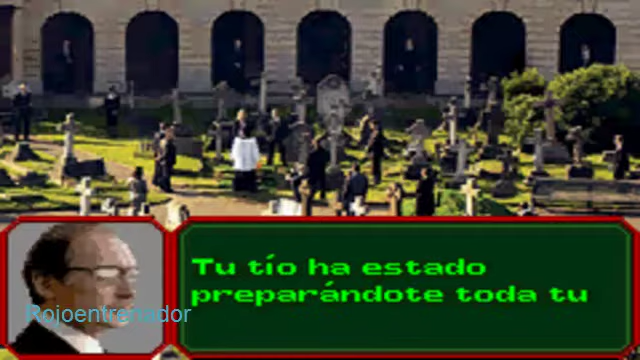 Tu tío ha estado
preparándote toda tu
Rojoentrenador